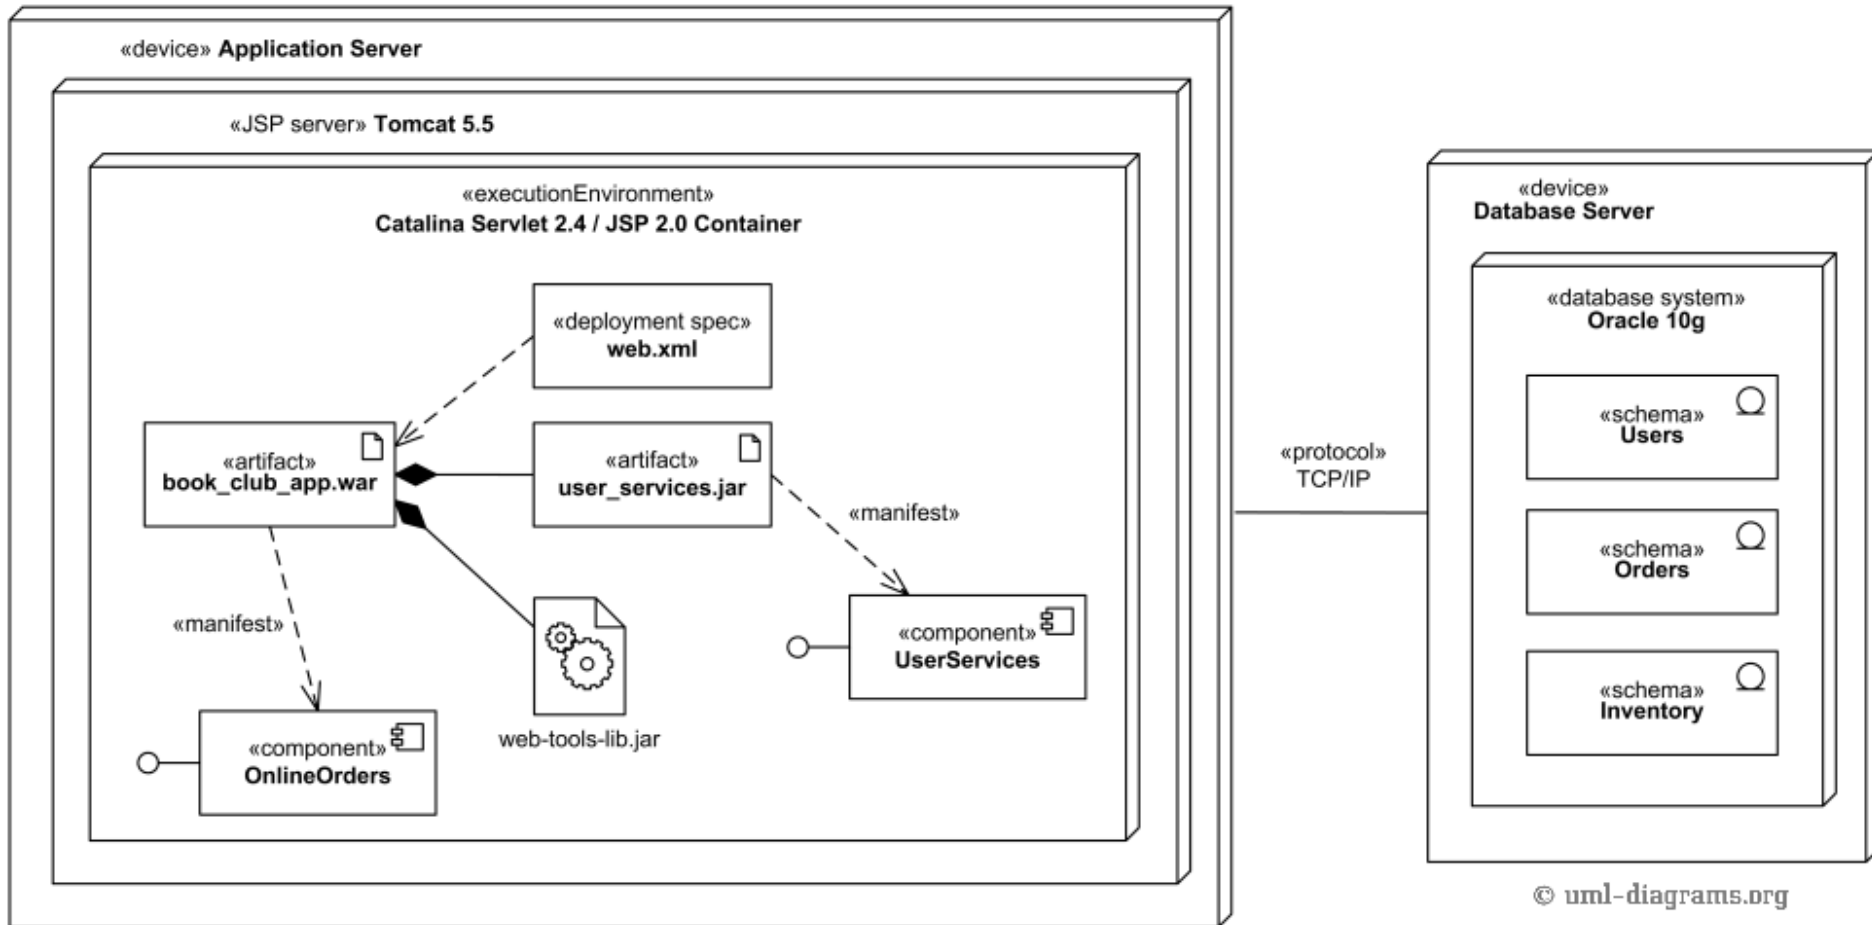 «device» Application Server
«JSP server» Tomcat 5.5
«executionEnvironment»
Catalina Servlet 2.4 / JSP 2.0 Container
«deployment spec»
web.xml
«artifact»
book_club_app.war
«artifact»
user_services.jar
«manifest»
«manifest»
«component»
UserServices
web-tools-lib.jar
«component»
OnlineOrders
«protocol»
TCP/IP
«device»
Database Server
«database system»
Oracle 10g
«schema»
Users
«schema»
Orders
«schema»
Inventory
© uml-diagrams.org